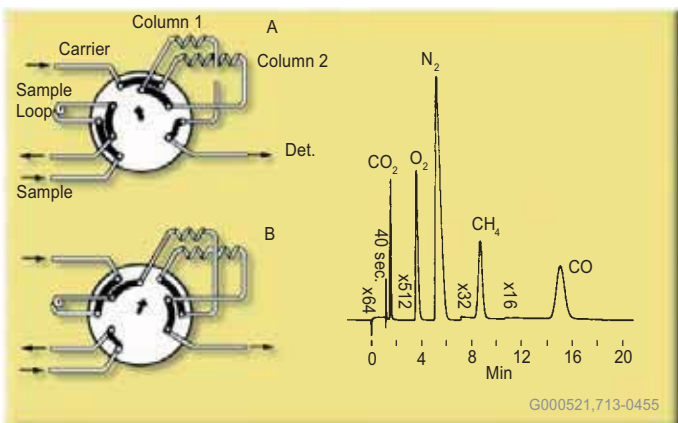 Column 1
A
Carrier
Column 2
Sample
Loop
Det.
Sample
B
N₂
CO₂
O₂
CH₄
CO
x64
40 sec.
x512
x32
x16
0 4 8 12 16 20
Min
G000521,713-0455